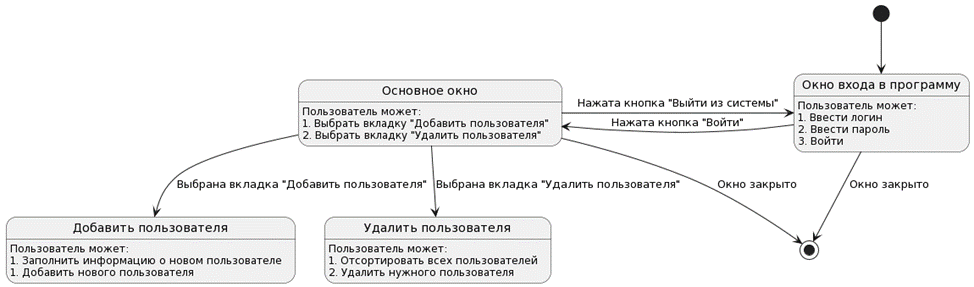 Окно входа в программу
Пользователь может:
1. Ввести логин
2. Ввести пароль
3. Войти
Основное окно
Пользователь может:
1. Выбрать вкладку "Добавить пользователя"
2. Выбрать вкладку "Удалить пользователя"
Нажата кнопка "Выйти из системы"
Нажата кнопка "Войти"
Выбрана вкладка "Добавить пользователя"
Выбрана вкладка "Удалить пользователя"
Окно закрыто
Окно закрыто
Добавить пользователя
Пользователь может:
1. Заполнить информацию о новом пользователе
1. Добавить нового пользователя
Удалить пользователя
Пользователь может:
1. Отсортировать всех пользователей
2. Удалить нужного пользователя